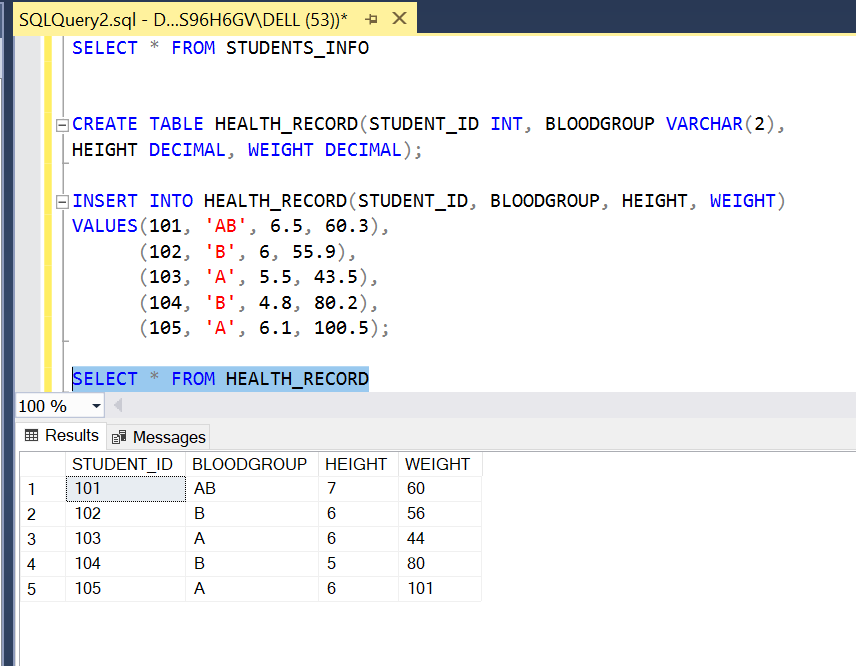 SQLQuery2.sql - D...S96H6GV\DELL (53))*
SELECT * FROM STUDENTS_INFO
CREATE TABLE HEALTH_RECORD(STUDENT_ID INT, BLOODGROUP VARCHAR(2),
HEIGHT DECIMAL, WEIGHT DECIMAL);
INSERT INTO HEALTH_RECORD(STUDENT_ID, BLOODGROUP, HEIGHT, WEIGHT)
VALUES(101, 'AB', 6.5, 60.3),
(102, 'B', 6, 55.9),
(103, 'A', 5.5, 43.5),
(104, 'B', 4.8, 80.2),
(105, 'A', 6.1, 100.5);
SELECT * FROM HEALTH_RECORD
100 %
Results Messages
STUDENT_ID BLOODGROUP HEIGHT WEIGHT
1 101 AB 7 60
2 102 B 6 56
3 103 A 6 44
4 104 B 5 80
5 105 A 6 101